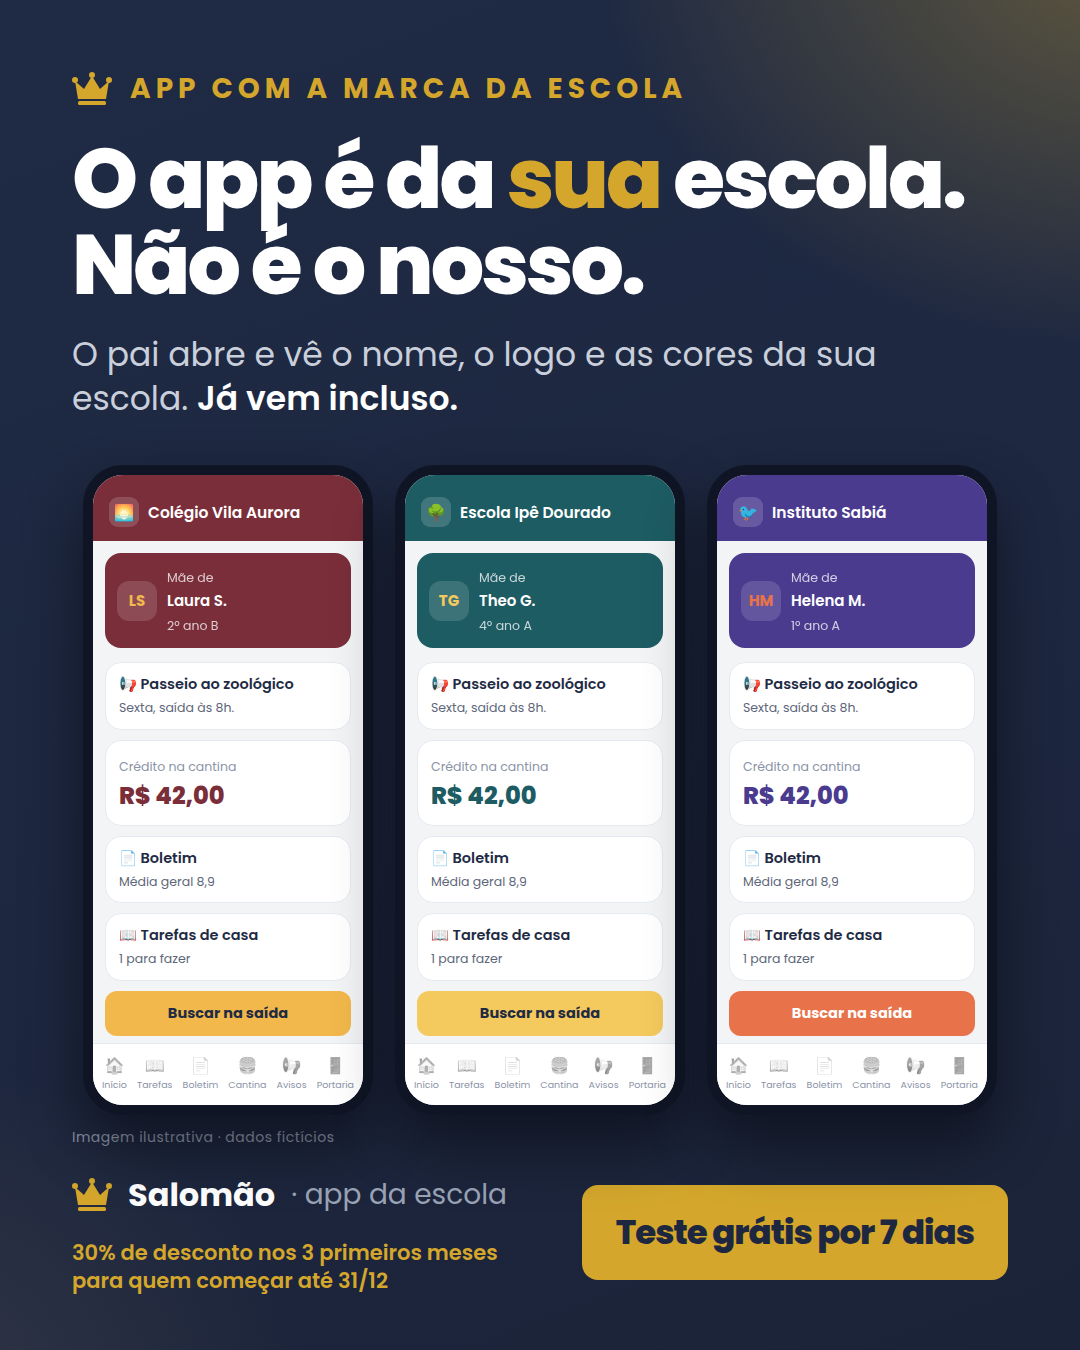 APP COM A MARCA DA ESCOLA
O app é da sua escola.
Não é o nosso.
O pai abre e vê o nome, o logo e as cores da sua
escola. Já vem incluso.
Colégio Vila Aurora
Mãe de
LS
Laura S.
2º ano B
Passeio ao zoológico
Sexta, saída às 8h.
Crédito na cantina
R$ 42,00
Boletim
Média geral 8,9
Tarefas de casa
1 para fazer
Buscar na saída
Início Tarefas Boletim Cantina Avisos Portaria
Escola Ipê Dourado
Mãe de
TG
Theo G.
4º ano A
Passeio ao zoológico
Sexta, saída às 8h.
Crédito na cantina
R$ 42,00
Boletim
Média geral 8,9
Tarefas de casa
1 para fazer
Buscar na saída
Início Tarefas Boletim Cantina Avisos Portaria
Instituto Sabiá
Mãe de
HM
Helena M.
1º ano A
Passeio ao zoológico
Sexta, saída às 8h.
Crédito na cantina
R$ 42,00
Boletim
Média geral 8,9
Tarefas de casa
1 para fazer
Buscar na saída
Início Tarefas Boletim Cantina Avisos Portaria
Imagem ilustrativa · dados fictícios
Salomão · app da escola
30% de desconto nos 3 primeiros meses
para quem começar até 31/12
Teste grátis por 7 dias